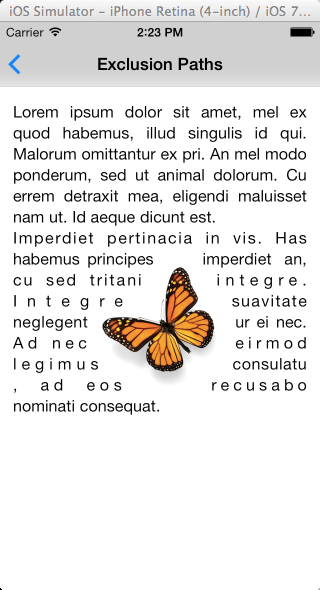 iOS Simulator – iPhone Retina (4-inch) / iOS 7...
Carrier 2:23 PM
Exclusion Paths
Lorem ipsum dolor sit amet, mel ex
quod habemus, illud singulis id qui.
Malorum omittantur ex pri. An mel modo
ponderum, sed ut animal dolorum. Cu
errem detraxit mea, eligendi maluisset
nam ut. Id aeque dicunt est.
Imperdiet pertinacia in vis. Has
habemus principes imperdiet an,
cu sed tritani integre.
Integre suavitate
neglegent ur ei nec.
Ad nec eirmod
legimus consulatu
, ad eos recusabo
nominati consequat.